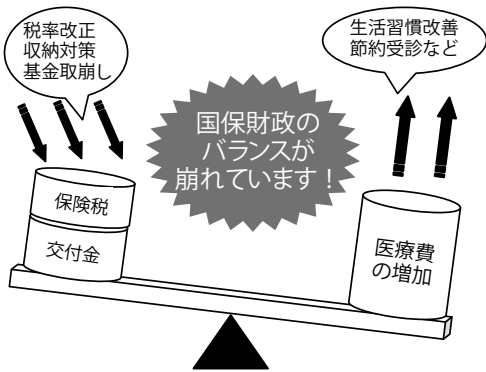 税率改正
収納対策
基金取崩し
生活習慣改善
節約受診など
国保財政の
バランスが
崩れています！
保険税
交付金
医療費
の増加